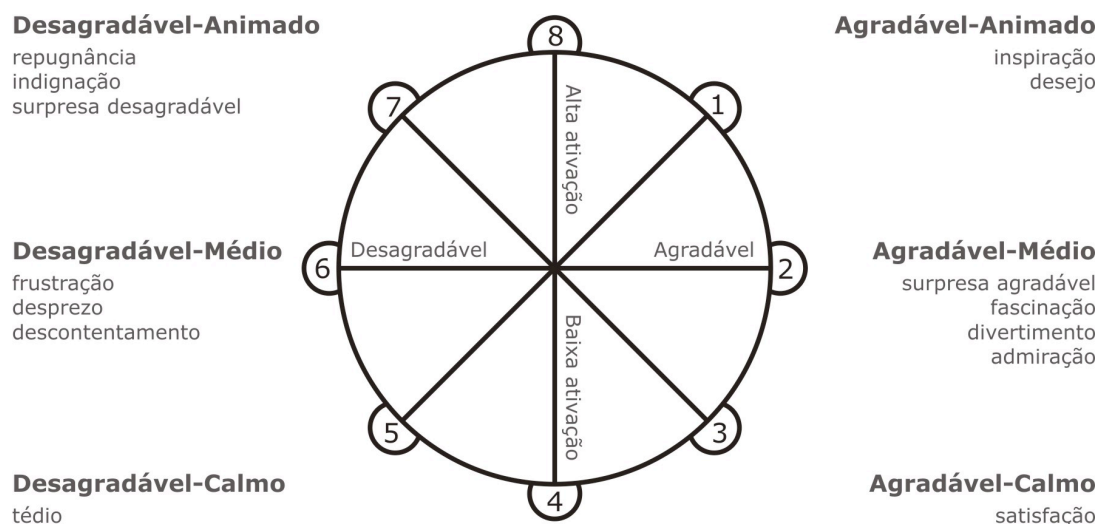 Desagradável-Animado
repugnância
indignação
surpresa desagradável
8
7
1
Alta ativação
Agradável-Animado
inspiração
desejo
Desagradável-Médio
frustração
desprezo
descontentamento
6
Desagradável
Agradável
2
Agradável-Médio
surpresa agradável
fascinação
divertimento
admiração
Baixa ativação
5
3
4
Desagradável-Calmo
tédio
Agradável-Calmo
satisfação